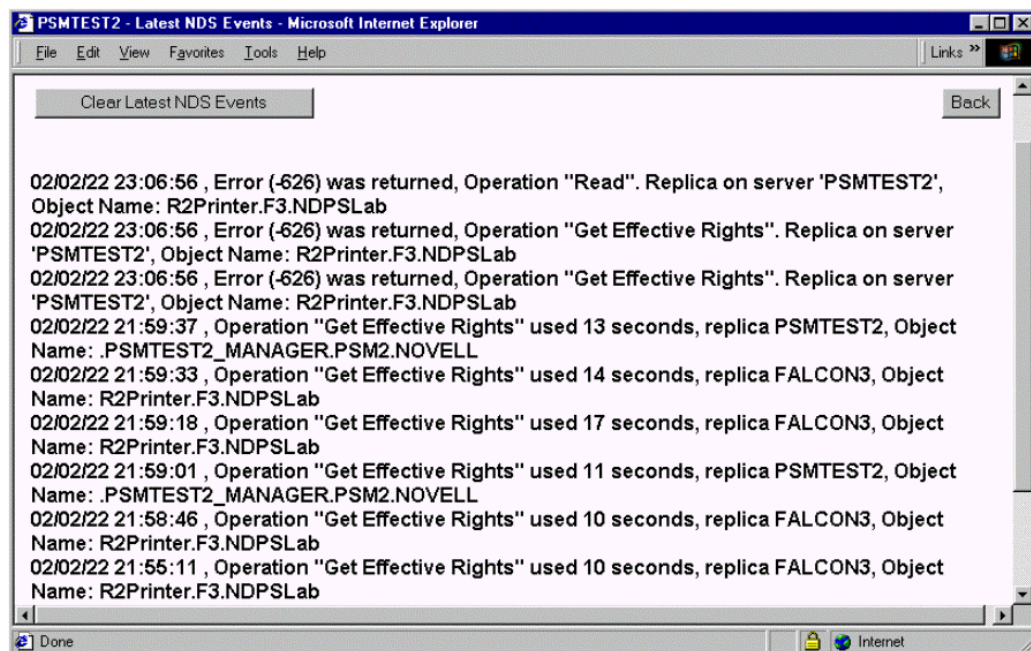 PSMTEST2 - Latest NDS Events - Microsoft Internet Explorer
File Edit View Favorites Tools Help Links »
Clear Latest NDS Events Back
02/02/22 23:06:56 , Error (-626) was returned, Operation "Read". Replica on server 'PSMTEST2',
Object Name: R2Printer.F3.NDPSLab
02/02/22 23:06:56 , Error (-626) was returned, Operation "Get Effective Rights". Replica on server
'PSMTEST2', Object Name: R2Printer.F3.NDPSLab
02/02/22 23:06:56 , Error (-626) was returned, Operation "Get Effective Rights". Replica on server
'PSMTEST2', Object Name: R2Printer.F3.NDPSLab
02/02/22 21:59:37 , Operation "Get Effective Rights" used 13 seconds, replica PSMTEST2, Object
Name: .PSMTEST2_MANAGER.PSM2.NOVELL
02/02/22 21:59:33 , Operation "Get Effective Rights" used 14 seconds, replica FALCON3, Object
Name: R2Printer.F3.NDPSLab
02/02/22 21:59:18 , Operation "Get Effective Rights" used 17 seconds, replica FALCON3, Object
Name: R2Printer.F3.NDPSLab
02/02/22 21:59:01 , Operation "Get Effective Rights" used 11 seconds, replica PSMTEST2, Object
Name: .PSMTEST2_MANAGER.PSM2.NOVELL
02/02/22 21:58:46 , Operation "Get Effective Rights" used 10 seconds, replica FALCON3, Object
Name: R2Printer.F3.NDPSLab
02/02/22 21:55:11 , Operation "Get Effective Rights" used 10 seconds, replica FALCON3, Object
Name: R2Printer.F3.NDPSLab
Done Internet